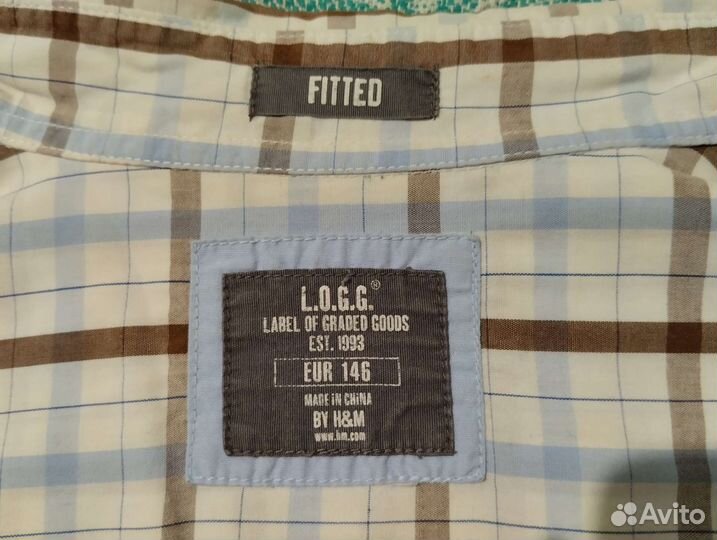 FITTED
L.O.G.G.®
LABEL OF GRADED GOODS
EST. 1993
EUR 146
MADE IN CHINA
BY H&M
www.hm.com
Avito